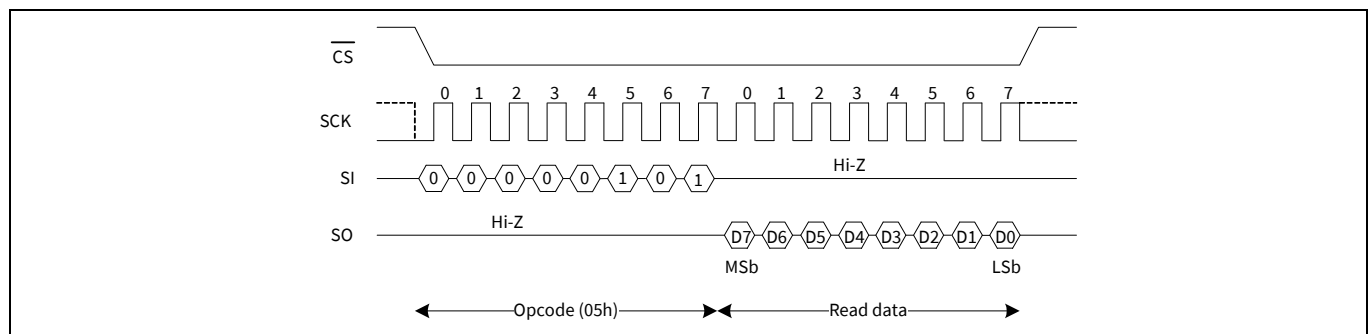 CS
0 1 2 3 4 5 6 7 0 1 2 3 4 5 6 7
SCK
Hi-Z
SI 0 0 0 0 0 1 0 1
Hi-Z
SO D7 D6 D5 D4 D3 D2 D1 D0
MSb LSb
Opcode (05h) Read data